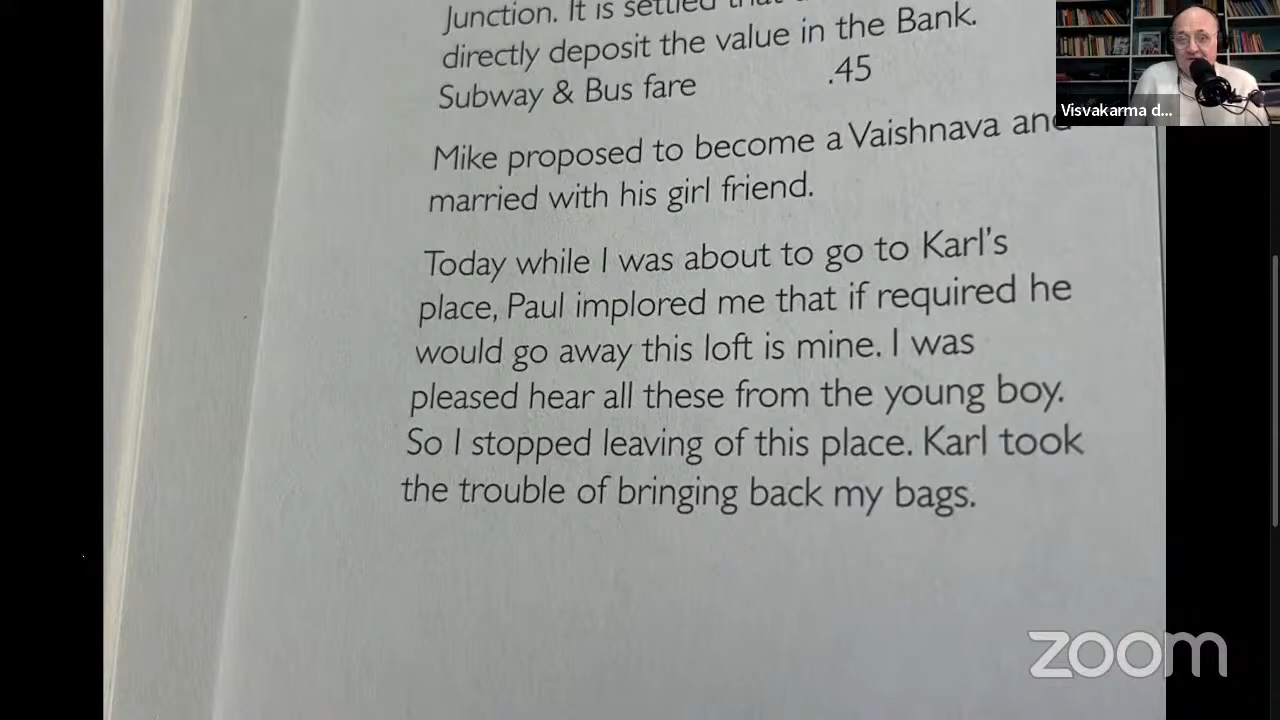 Junction. It is settled that
directly deposit the value in the Bank.
Subway & Bus fare .45
Mike proposed to become a Vaishnava and
married with his girl friend.
Today while I was about to go to Karl's
place, Paul implored me that if required he
would go away this loft is mine. I was
pleased hear all these from the young boy.
So I stopped leaving of this place. Karl took
the trouble of bringing back my bags.
Visvakarma d...
zoom